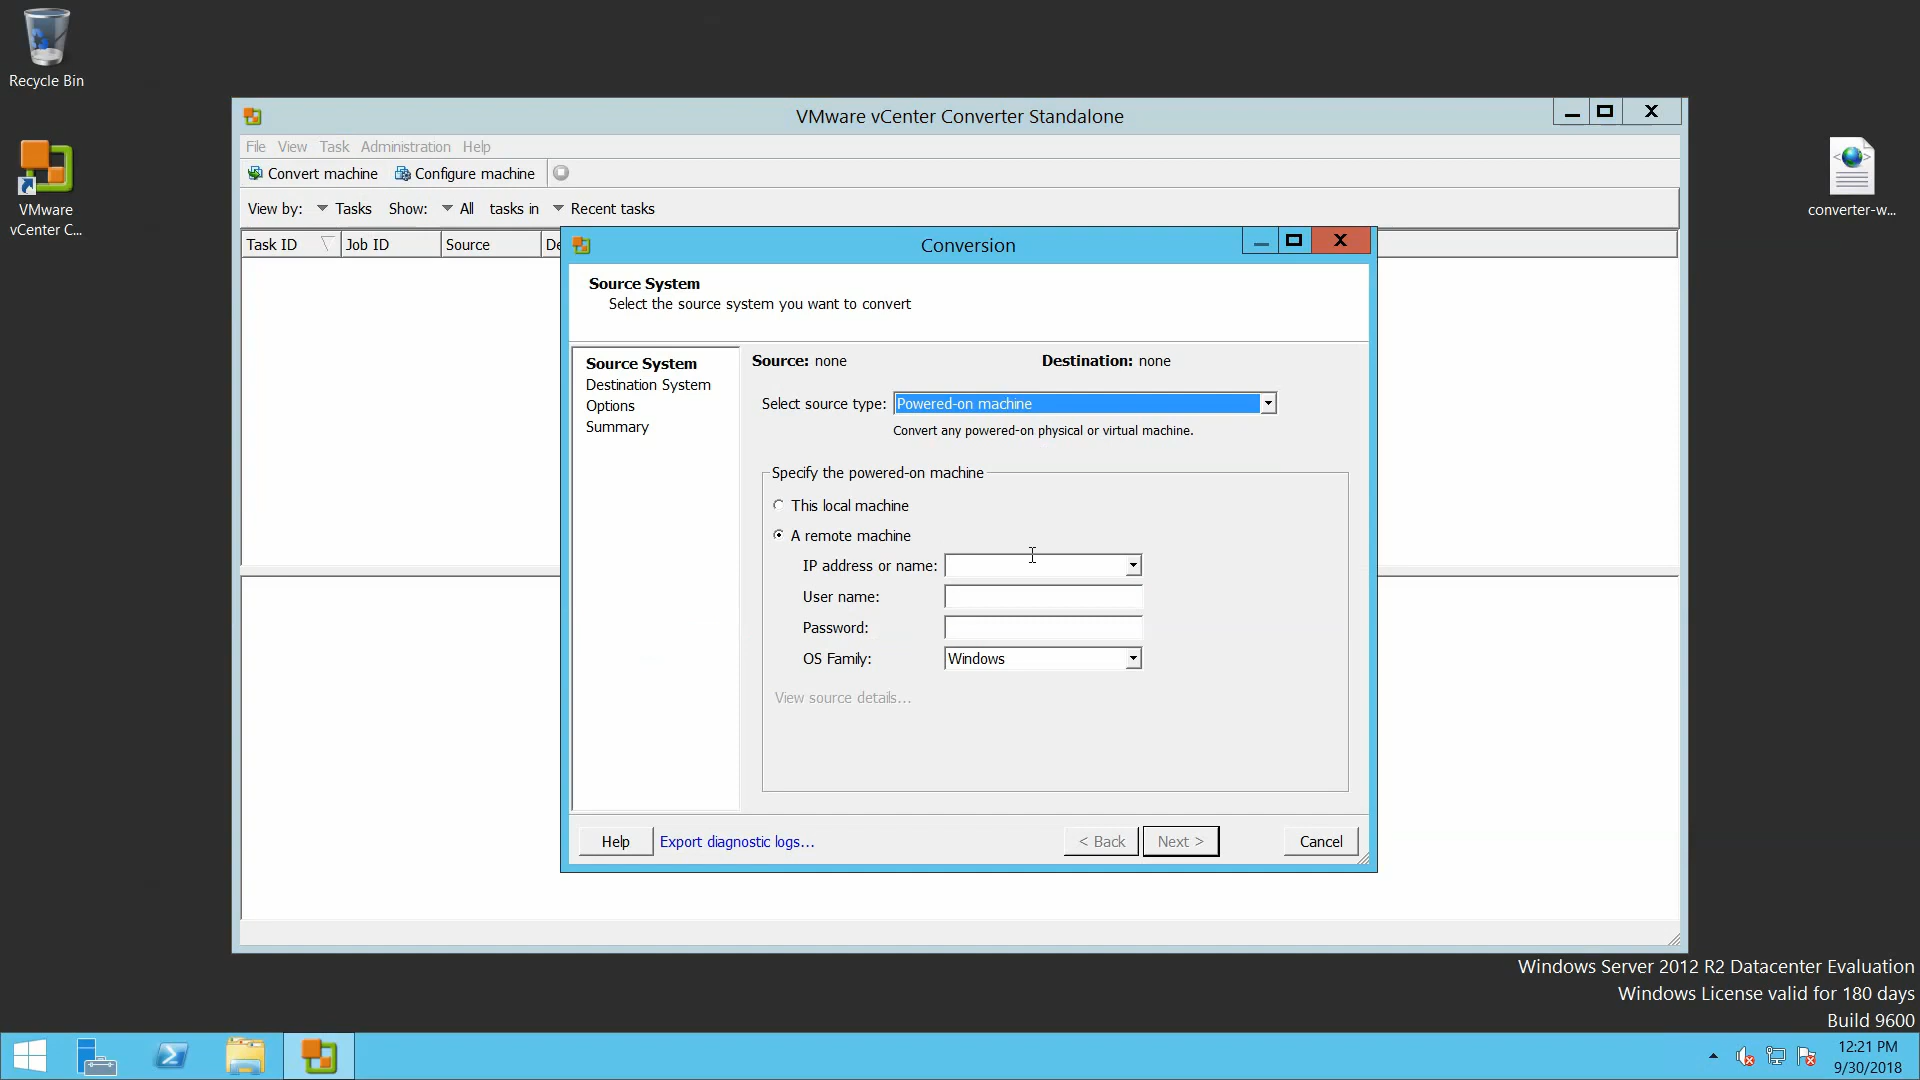 Recycle Bin
VMware
vCenter C...
VMware vCenter Converter Standalone
File View Task Administration Help
Convert machine Configure machine
View by: Tasks Show: All tasks in Recent tasks
Task ID Job ID Source De
Conversion
Source System
Select the source system you want to convert
Source System
Destination System
Options
Summary
Source: none Destination: none
Select source type: Powered-on machine
Convert any powered-on physical or virtual machine.
Specify the powered-on machine
This local machine
A remote machine
IP address or name:
User name:
Password:
OS Family: Windows
View source details...
Help Export diagnostic logs... < Back Next > Cancel
converter-w...
Windows Server 2012 R2 Datacenter Evaluation
Windows License valid for 180 days
Build 9600
12:21 PM
9/30/2018